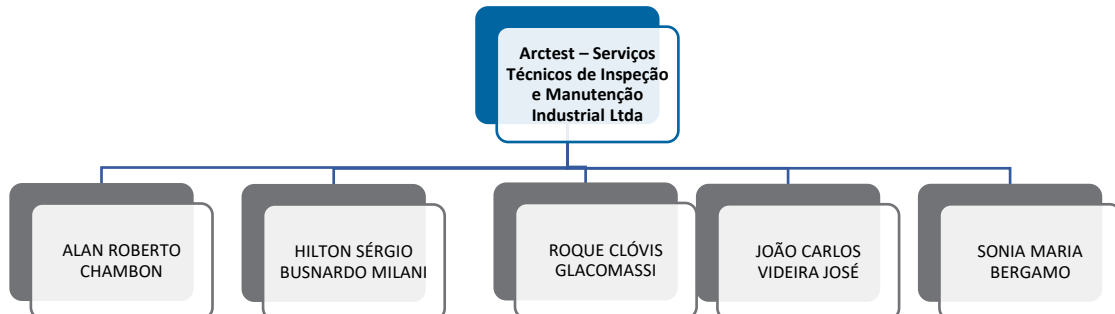 Arctest – Serviços
Técnicos de Inspeção
e Manutenção
Industrial Ltda
ALAN ROBERTO
CHAMBON
HILTON SÉRGIO
BUSNARDO MILANI
ROQUE CLÓVIS
GLACOMASSI
JOÃO CARLOS
VIDEIRA JOSÉ
SONIA MARIA
BERGAMO